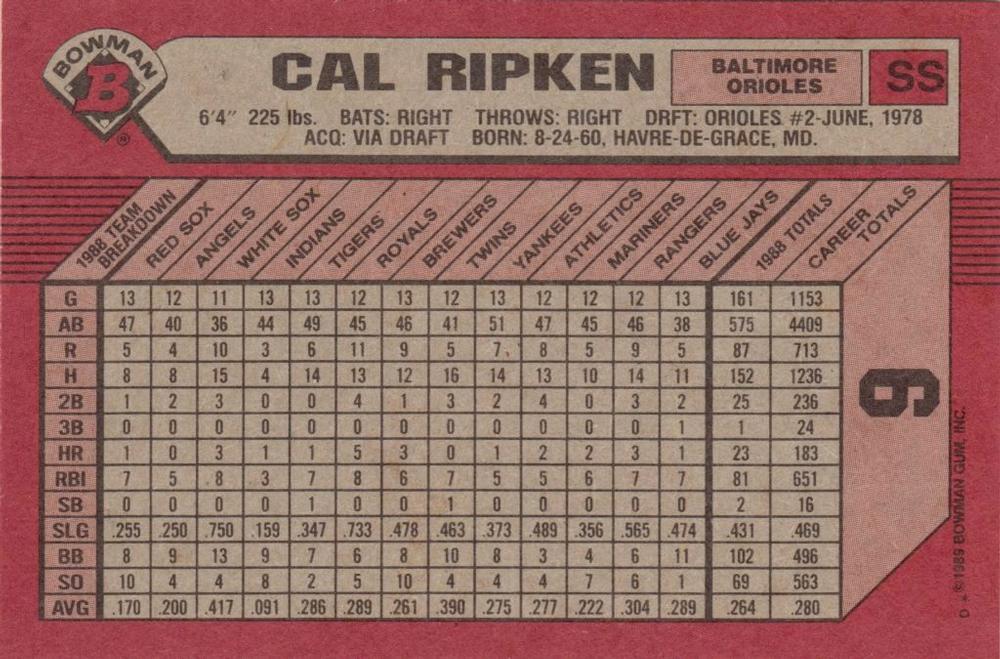 BOWMAN
B
®
CAL RIPKEN
BALTIMORE
ORIOLES
SS
6'4" 225 lbs. BATS: RIGHT THROWS: RIGHT DRFT: ORIOLES #2-JUNE, 1978
ACQ: VIA DRAFT BORN: 8-24-60, HAVRE-DE-GRACE, MD.
1988 TEAM BREAKDOWN RED SOX ANGELS WHITE SOX INDIANS TIGERS ROYALS BREWERS TWINS YANKEES ATHLETICS MARINERS RANGERS BLUE JAYS 1988 TOTALS CAREER TOTALS
G 13 12 11 13 13 12 13 12 13 12 12 12 13 161 1153
AB 47 40 36 44 49 45 46 41 51 47 45 46 38 575 4409
R 5 4 10 3 6 11 9 5 7 8 5 9 5 87 713
H 8 8 15 4 14 13 12 16 14 13 10 14 11 152 1236
2B 1 2 3 0 0 4 1 3 2 4 0 3 2 25 236
3B 0 0 0 0 0 0 0 0 0 0 0 0 1 1 24
HR 1 0 3 1 1 5 3 0 1 2 2 3 1 23 183
RBI 7 5 8 3 7 8 6 7 5 5 6 7 7 81 651
SB 0 0 0 0 1 0 0 1 0 0 0 0 0 2 16
SLG .255 .250 .750 .159 .347 .733 .478 .463 .373 .489 .356 .565 .474 .431 .469
BB 8 9 13 9 7 6 8 10 8 3 4 6 11 102 496
SO 10 4 4 8 2 5 10 4 4 4 7 6 1 69 563
AVG .170 .200 .417 .091 .286 .289 .261 .390 .275 .277 .222 .304 .289 .264 .280
9
D * © 1989 BOWMAN GUM, INC.